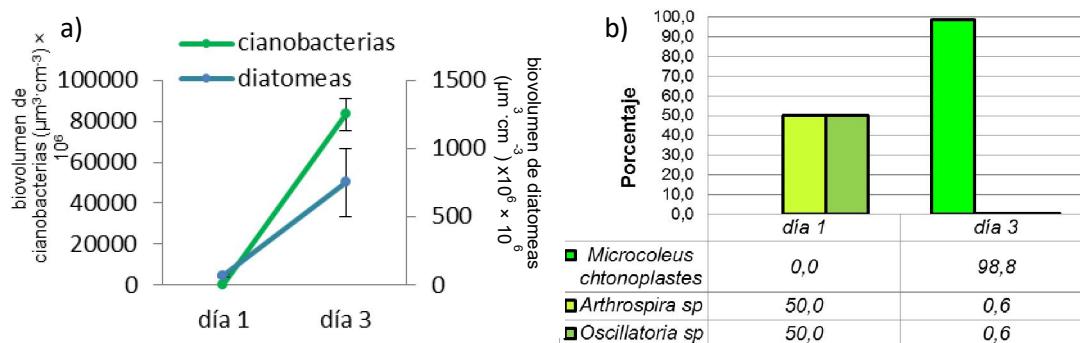 a)
cianobacterias
diatomeas
biovolumen de
cianobacterias (µm³·cm⁻³) ×
10⁶
100000
80000
60000
40000
20000
0
1500
1000
500
0
biovolumen de diatomeas
(µm³·cm⁻³) x10⁶ × 10⁶
día 1
día 3
b)
Porcentaje
100,0
90,0
80,0
70,0
60,0
50,0
40,0
30,0
20,0
10,0
0,0
día 1 día 3
Microcoleus
chtonoplastes 0,0 98,8
Arthrospira sp 50,0 0,6
Oscillatoria sp 50,0 0,6